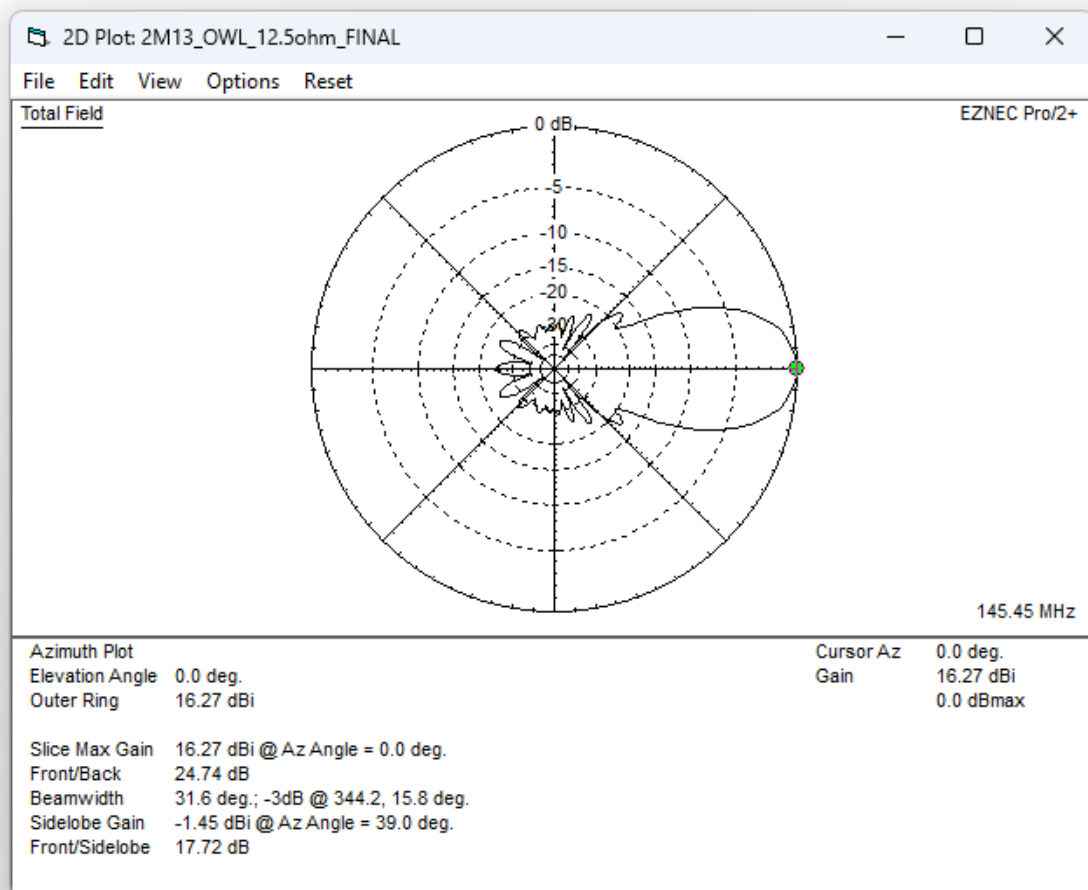 2D Plot: 2M13_OWL_12.5ohm_FINAL
File Edit View Options Reset
Total Field
EZNEC Pro/2+
0 dB
-5
-10
-15
-20
-30
145.45 MHz
Azimuth Plot
Elevation Angle 0.0 deg.
Outer Ring 16.27 dBi
Cursor Az 0.0 deg.
Gain 16.27 dBi
0.0 dBmax
Slice Max Gain 16.27 dBi @ Az Angle = 0.0 deg.
Front/Back 24.74 dB
Beamwidth 31.6 deg.; -3dB @ 344.2, 15.8 deg.
Sidelobe Gain -1.45 dBi @ Az Angle = 39.0 deg.
Front/Sidelobe 17.72 dB